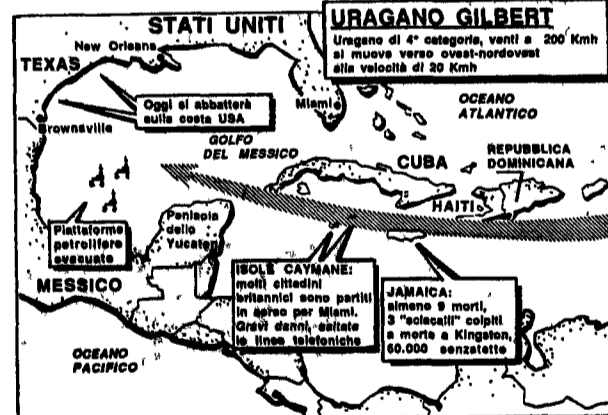 URAGANO GILBERT
Uragano di 4° categoria, venti a 200 Kmh
si muove verso ovest-nordovest
alla velocità di 20 Kmh
STATI UNITI
New Orleans
TEXAS
Oggi si abbatterà
sulla costa USA
Miami
OCEANO
ATLANTICO
Brownsville
GOLFO
DEL MESSICO
CUBA
REPUBBLICA
DOMINICANA
HAITI
Piattaforme
petrolifere
evacuate
Penisola
dello
Yucatan
MESSICO
ISOLE CAYMANE:
molti cittadini
britannici sono partiti
in aereo per Miami.
Gravi danni, saltate
le linee telefoniche
JAMAICA:
almeno 9 morti,
3 "sciacalli" colpiti
a morte a Kingston,
60.000 senzatetto
OCEANO
PACIFICO